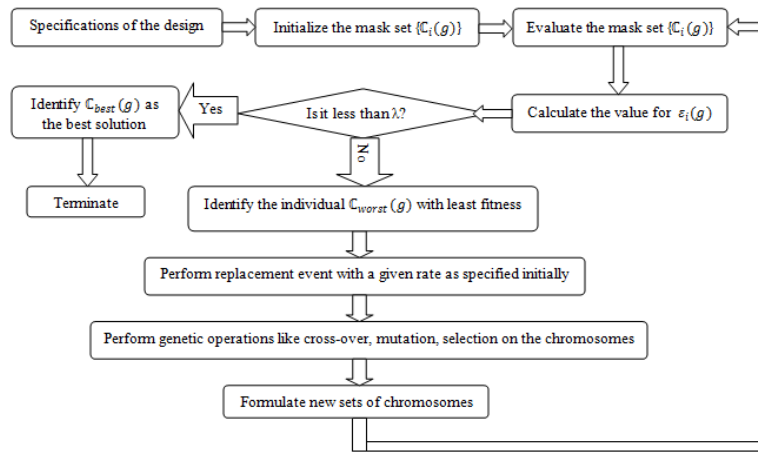 Specifications of the design
Initialize the mask set {ℂᵢ(𝑔)}
Evaluate the mask set {ℂᵢ(𝑔)}
Identify ℂ_best(𝑔) as
the best solution
Yes
Is it less than λ?
Calculate the value for εᵢ(𝑔)
No
Terminate
Identify the individual ℂ_worst(𝑔) with least fitness
Perform replacement event with a given rate as specified initially
Perform genetic operations like cross-over, mutation, selection on the chromosomes
Formulate new sets of chromosomes